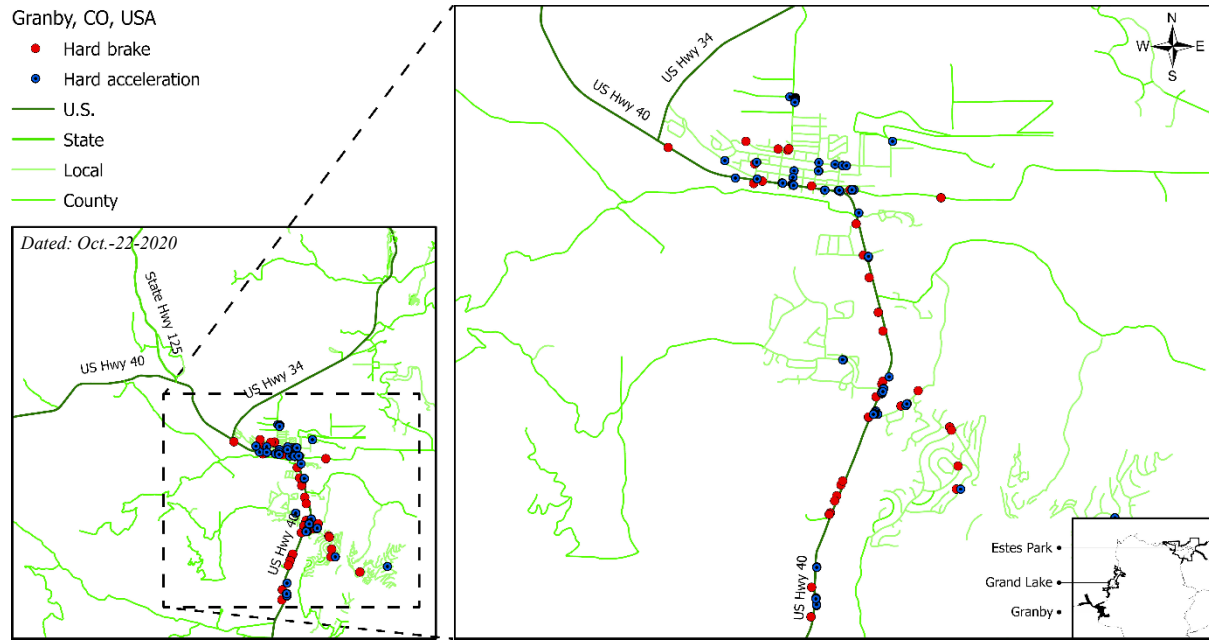 Granby, CO, USA
Hard brake
Hard acceleration
U.S.
State
Local
County
Dated: Oct.-22-2020
State Hwy 125
US Hwy 40
US Hwy 34
US Hwy 40
US Hwy 34
US Hwy 40
US Hwy 40
N
W E
S
Estes Park
Grand Lake
Granby